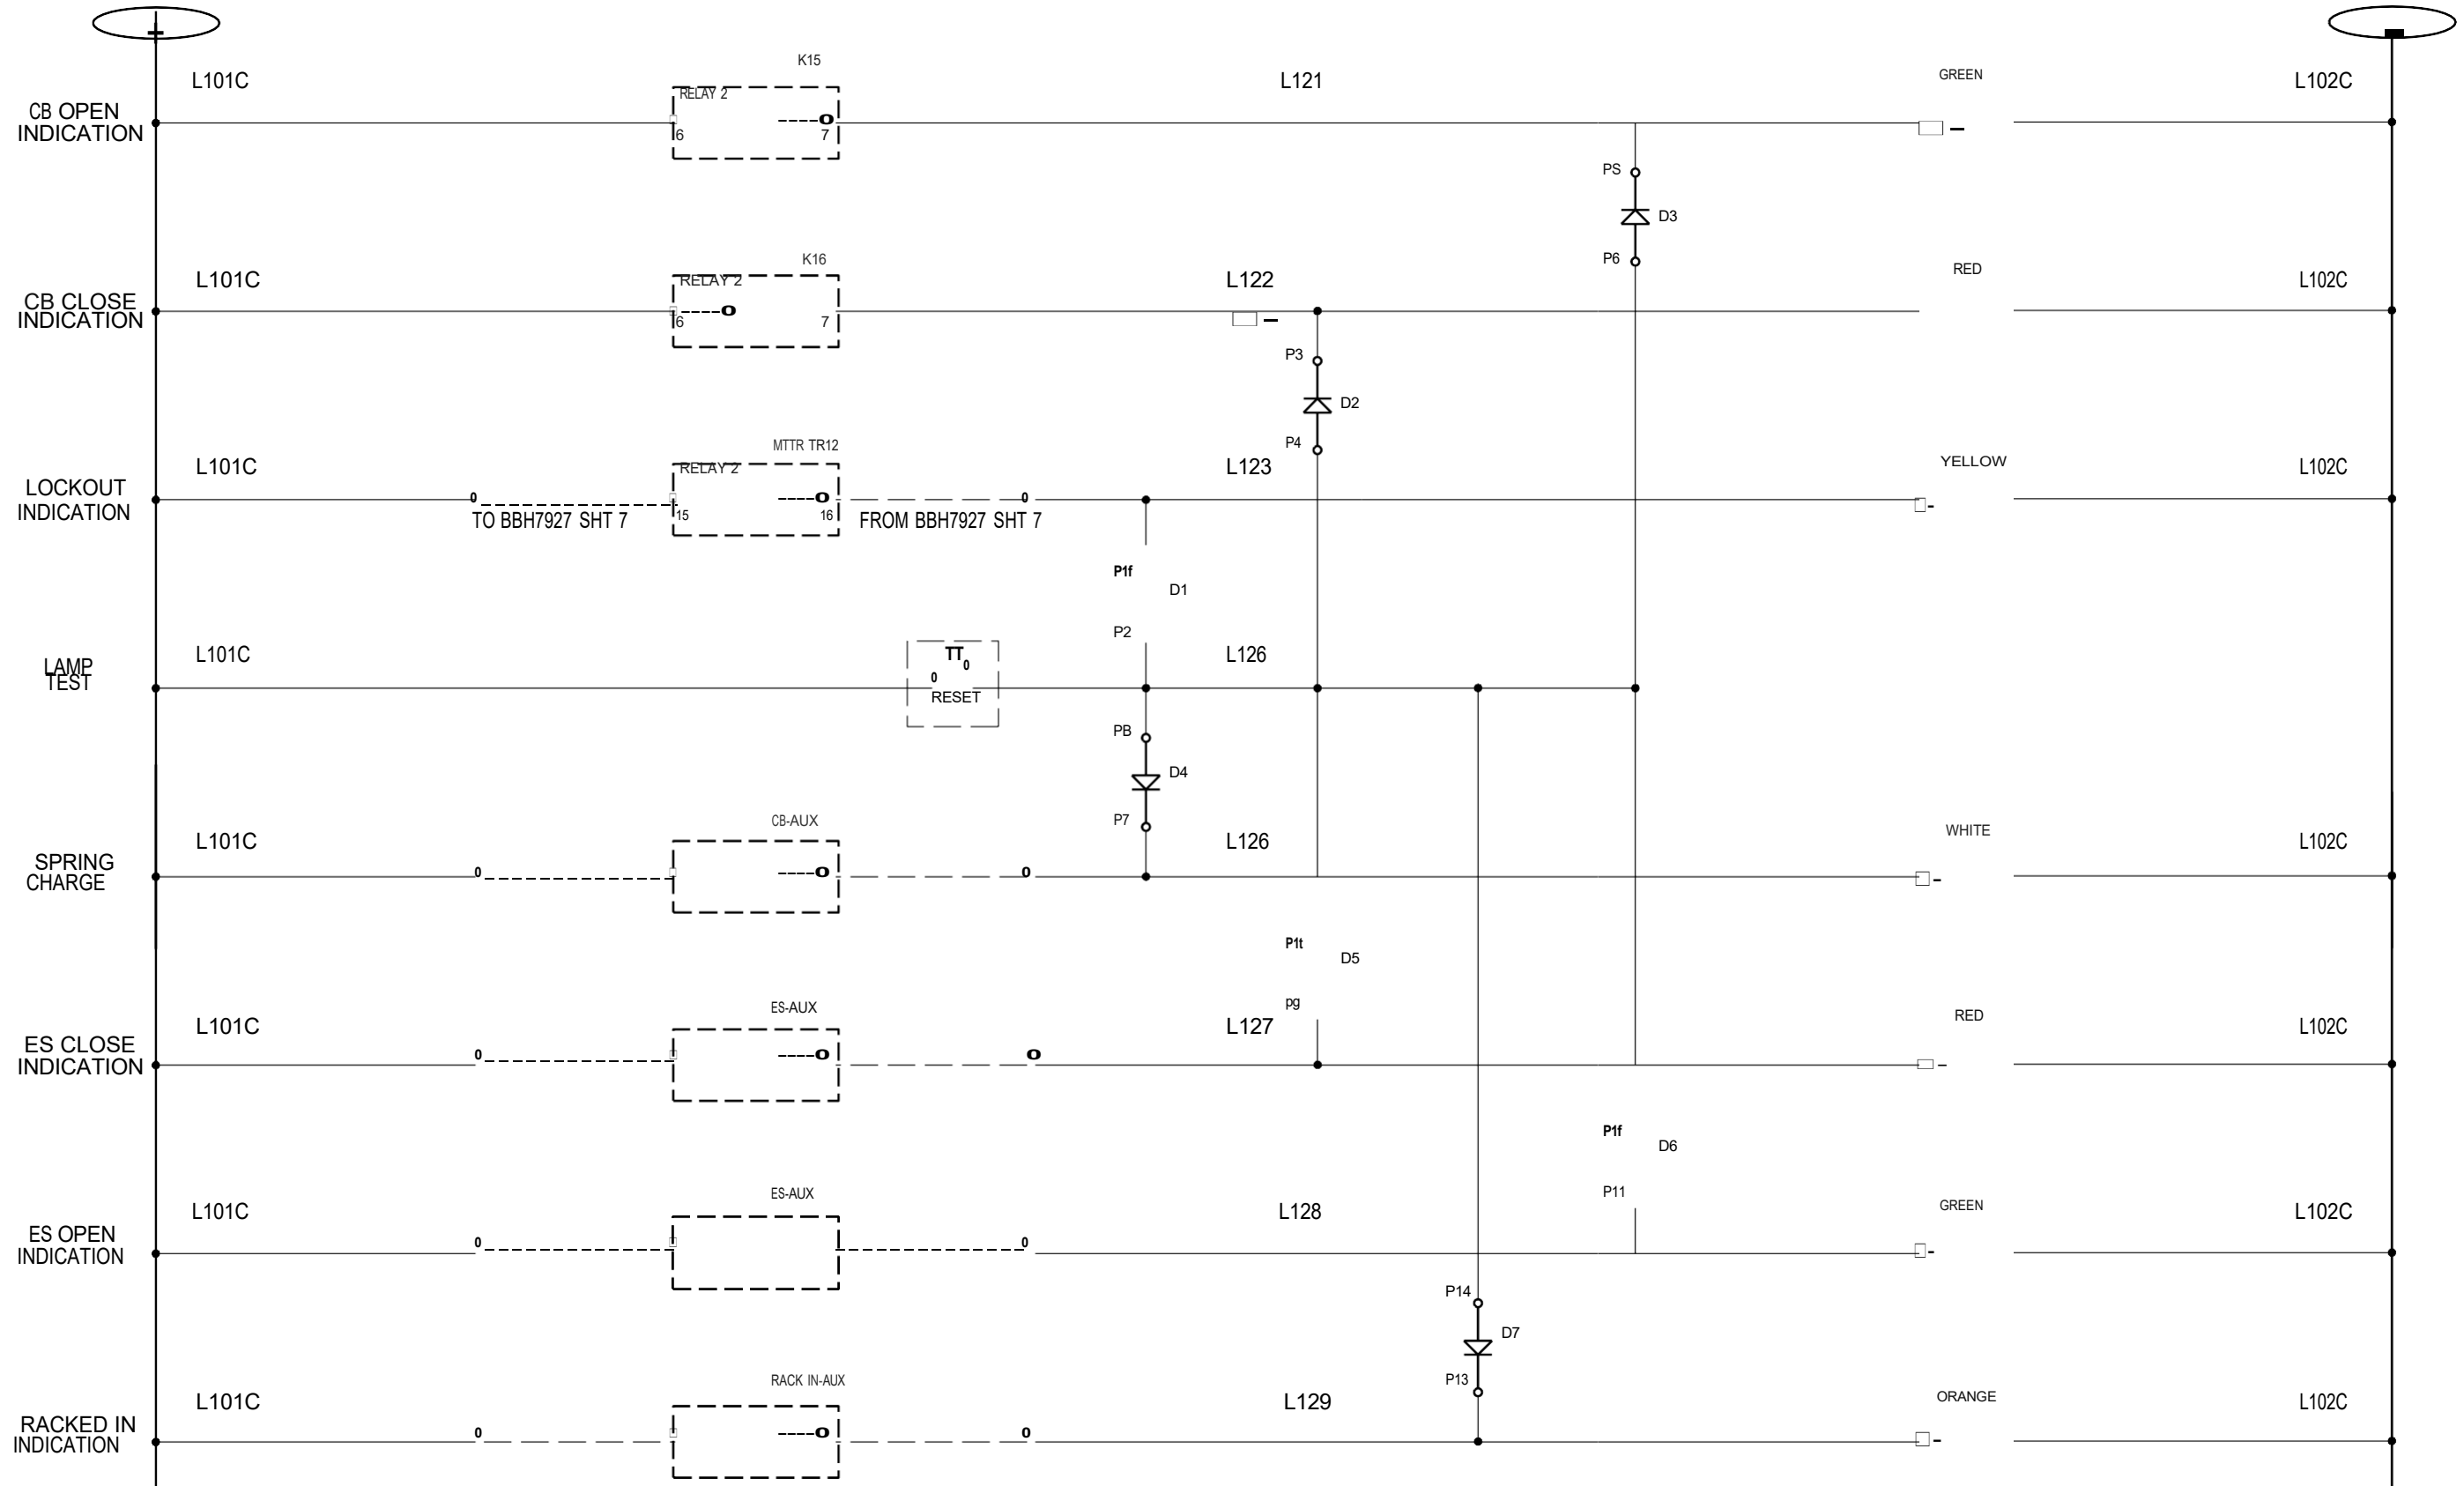 K15
L101C
L121
GREEN
L102C
RELAY 2
CB OPEN
INDICATION
6
7
PS
D3
K16
P6
RED
L101C
L122
L102C
RELAY 2
CB CLOSE
INDICATION
6
7
P3
D2
MTTR TR12
P4
L101C
L123
YELLOW
L102C
RELAY 2
LOCKOUT
INDICATION
15
16
TO BBH7927 SHT 7
FROM BBH7927 SHT 7
P1f
D1
P2
L101C
L126
LAMP
TEST
TT
RESET
PB
D4
P7
CB-AUX
L101C
L126
WHITE
L102C
SPRING
CHARGE
P1t
D5
pg
ES-AUX
L101C
L127
RED
L102C
ES CLOSE
INDICATION
P1f
D6
P11
ES-AUX
L101C
L128
GREEN
L102C
ES OPEN
INDICATION
P14
D7
P13
RACK IN-AUX
L101C
L129
ORANGE
L102C
RACKED IN
INDICATION